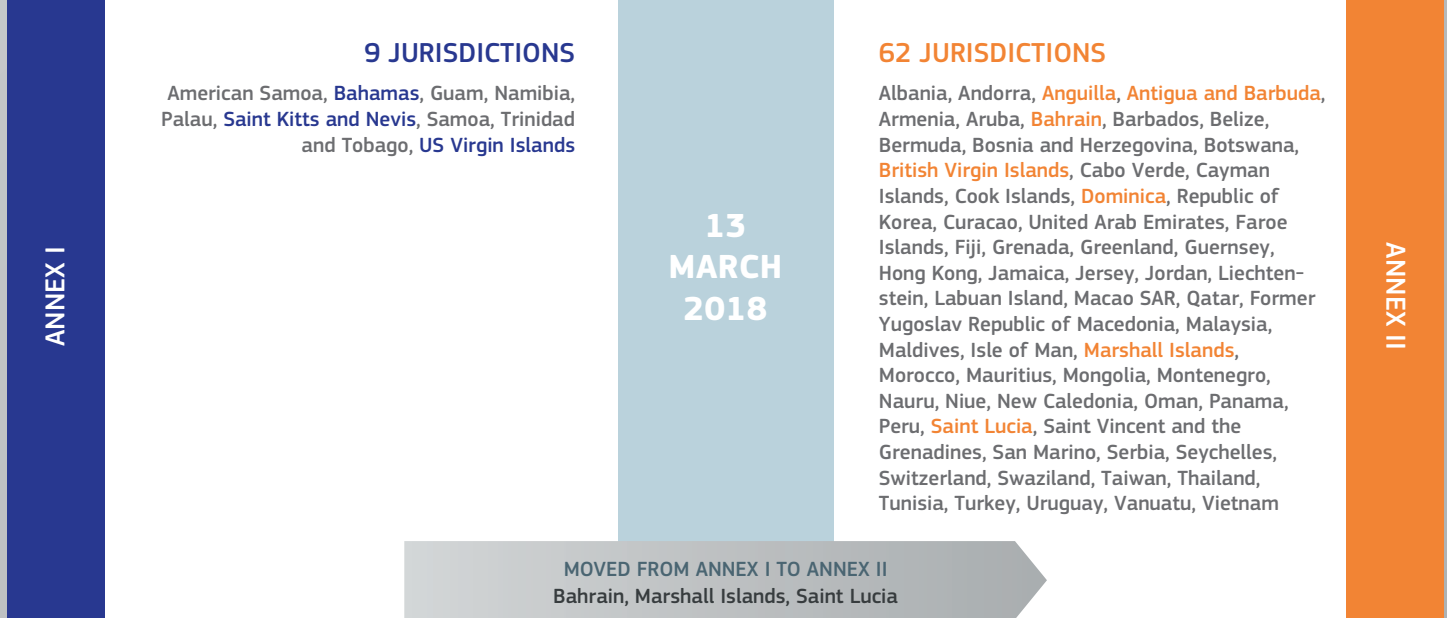 ANNEX I
9 JURISDICTIONS
American Samoa, Bahamas, Guam, Namibia,
Palau, Saint Kitts and Nevis, Samoa, Trinidad
and Tobago, US Virgin Islands
13
MARCH
2018
62 JURISDICTIONS
Albania, Andorra, Anguilla, Antigua and Barbuda,
Armenia, Aruba, Bahrain, Barbados, Belize,
Bermuda, Bosnia and Herzegovina, Botswana,
British Virgin Islands, Cabo Verde, Cayman
Islands, Cook Islands, Dominica, Republic of
Korea, Curacao, United Arab Emirates, Faroe
Islands, Fiji, Grenada, Greenland, Guernsey,
Hong Kong, Jamaica, Jersey, Jordan, Liechten-
stein, Labuan Island, Macao SAR, Qatar, Former
Yugoslav Republic of Macedonia, Malaysia,
Maldives, Isle of Man, Marshall Islands,
Morocco, Mauritius, Mongolia, Montenegro,
Nauru, Niue, New Caledonia, Oman, Panama,
Peru, Saint Lucia, Saint Vincent and the
Grenadines, San Marino, Serbia, Seychelles,
Switzerland, Swaziland, Taiwan, Thailand,
Tunisia, Turkey, Uruguay, Vanuatu, Vietnam
ANNEX II
MOVED FROM ANNEX I TO ANNEX II
Bahrain, Marshall Islands, Saint Lucia